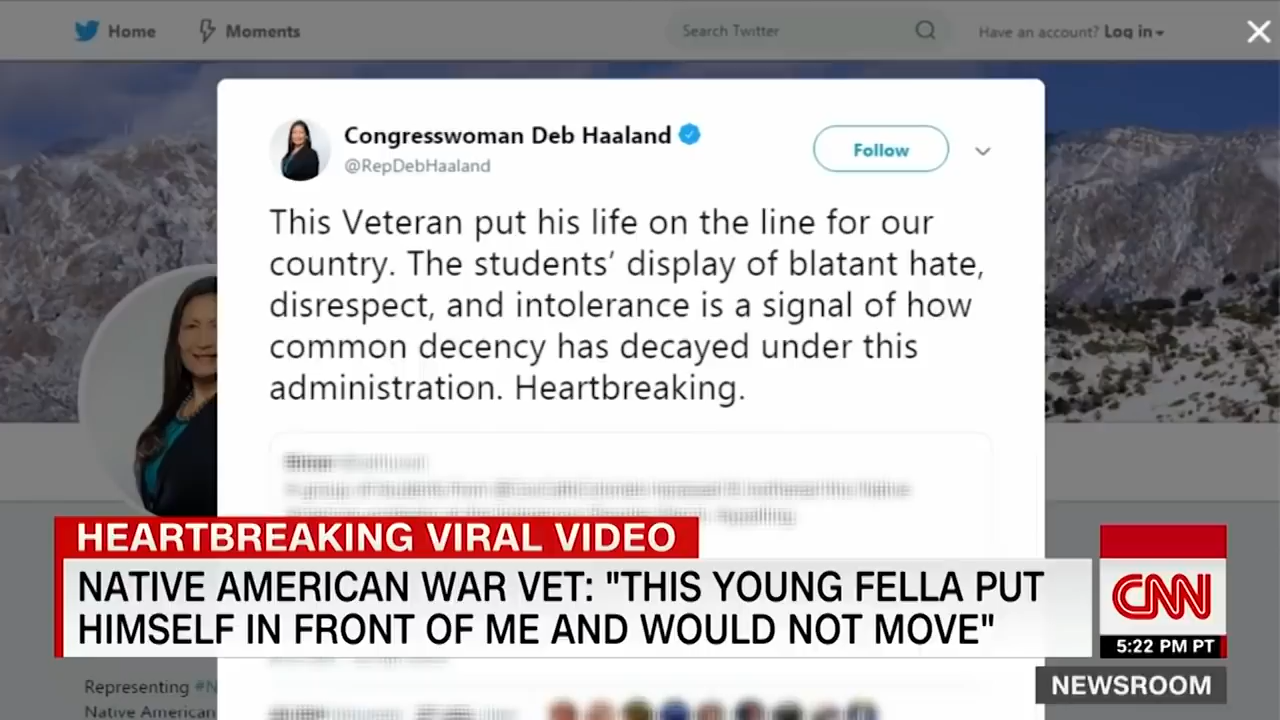 Home
Moments
Search Twitter
Have an account? Log in
Congresswoman Deb Haaland
@RepDebHaaland
Follow
This Veteran put his life on the line for our
country. The students’ display of blatant hate,
disrespect, and intolerance is a signal of how
common decency has decayed under this
administration. Heartbreaking.
HEARTBREAKING VIRAL VIDEO
NATIVE AMERICAN WAR VET: "THIS YOUNG FELLA PUT
HIMSELF IN FRONT OF ME AND WOULD NOT MOVE"
CNN
5:22 PM PT
NEWSROOM
Representing #N
Native American